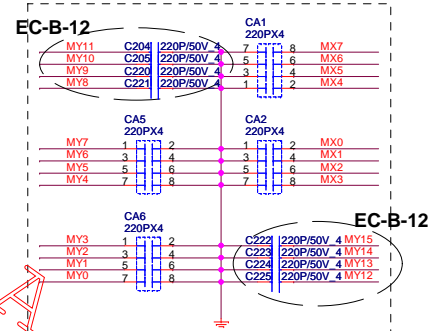 EC-B-12
CA1
220PX4
MY11 C204 220P/50V_4 7 8 MX7
MY10 C205 220P/50V_4 5 6 MX6
MY9 C220 220P/50V_4 3 4 MX5
MY8 C221 220P/50V_4 1 2 MX4
CA5 CA2
220PX4 220PX4
MY7 1 2 1 2 MX0
MY6 3 4 3 4 MX1
MY5 5 6 5 6 MX2
MY4 7 8 7 8 MX3
CA6
220PX4
EC-B-12
MY3 1 2 C222 220P/50V_4 MY15
MY2 3 4 C223 220P/50V_4 MY14
MY1 5 6 C224 220P/50V_4 MY13
MY0 7 8 C225 220P/50V_4 MY12